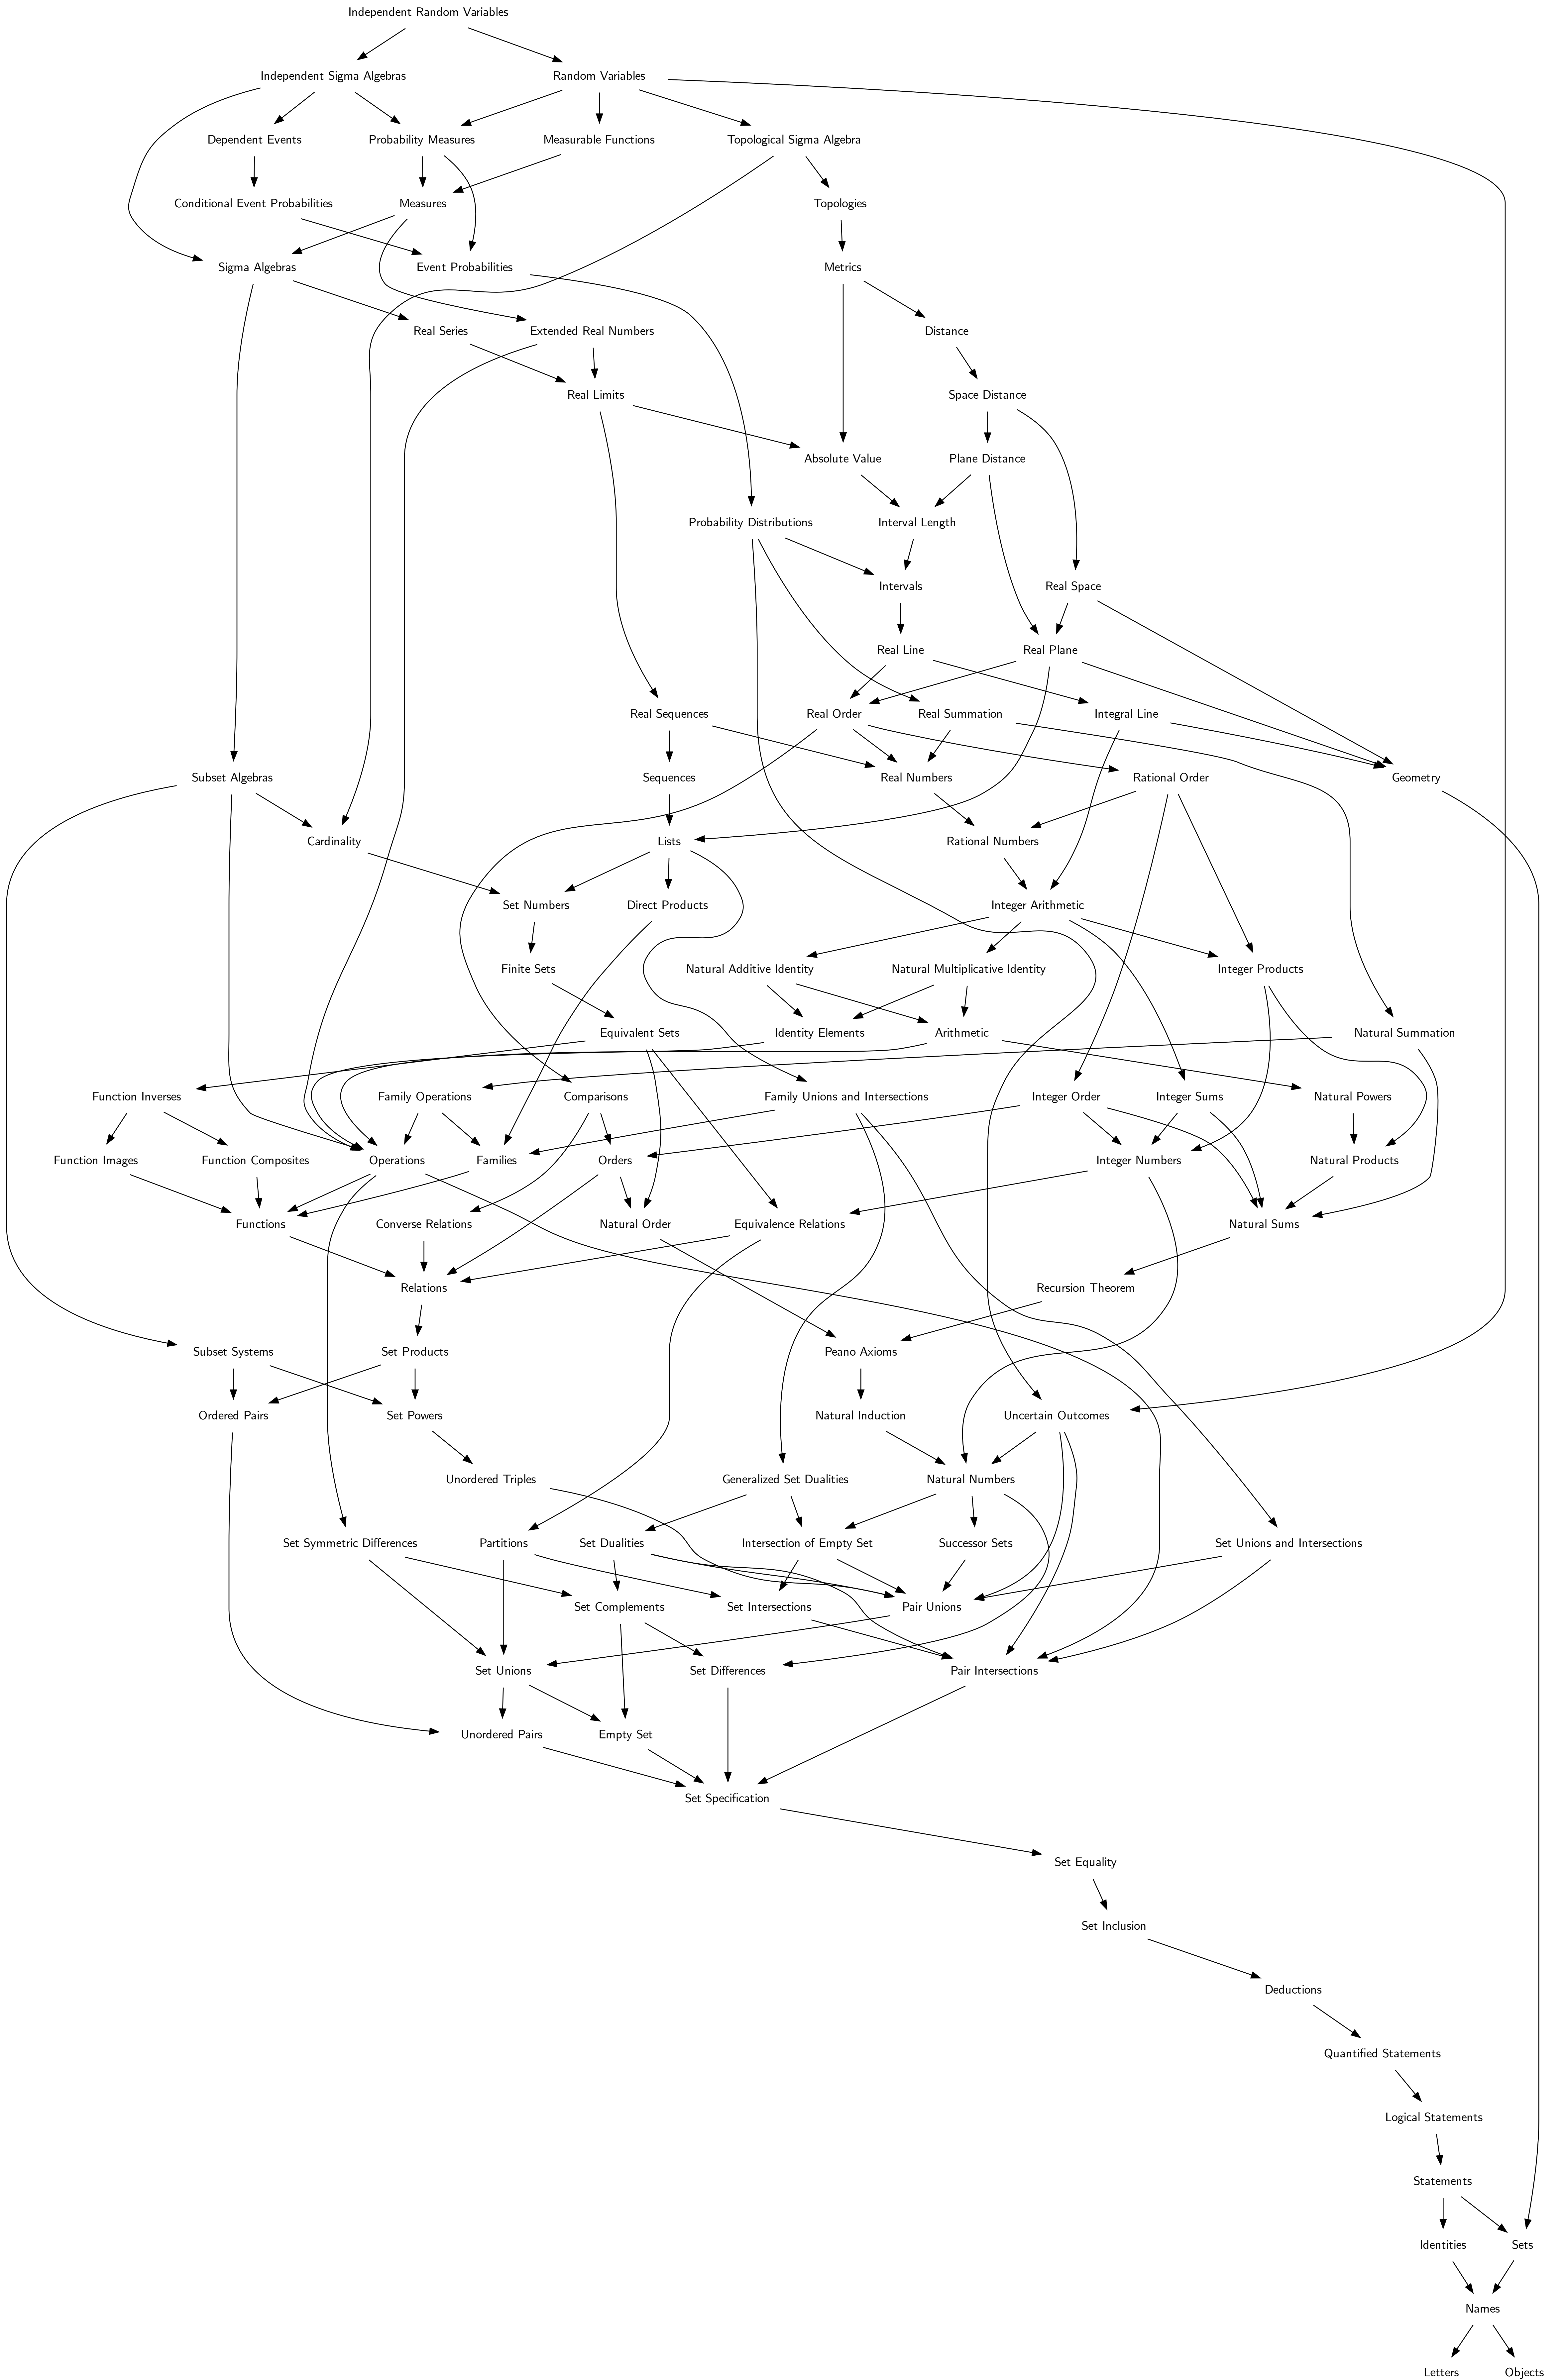 Independent Random Variables
Independent Sigma Algebras
Random Variables
Dependent Events
Probability Measures
Measurable Functions
Topological Sigma Algebra
Conditional Event Probabilities
Measures
Topologies
Sigma Algebras
Event Probabilities
Metrics
Real Series
Extended Real Numbers
Distance
Real Limits
Space Distance
Absolute Value
Plane Distance
Probability Distributions
Interval Length
Intervals
Real Space
Real Line
Real Plane
Real Sequences
Real Order
Real Summation
Integral Line
Subset Algebras
Sequences
Real Numbers
Rational Order
Geometry
Cardinality
Lists
Rational Numbers
Set Numbers
Direct Products
Integer Arithmetic
Finite Sets
Natural Additive Identity
Natural Multiplicative Identity
Integer Products
Equivalent Sets
Identity Elements
Arithmetic
Natural Summation
Function Inverses
Family Operations
Comparisons
Family Unions and Intersections
Integer Order
Integer Sums
Natural Powers
Function Images
Function Composites
Operations
Families
Orders
Integer Numbers
Natural Products
Functions
Converse Relations
Natural Order
Equivalence Relations
Natural Sums
Relations
Recursion Theorem
Subset Systems
Set Products
Peano Axioms
Ordered Pairs
Set Powers
Natural Induction
Uncertain Outcomes
Unordered Triples
Generalized Set Dualities
Natural Numbers
Set Symmetric Differences
Partitions
Set Dualities
Intersection of Empty Set
Successor Sets
Set Unions and Intersections
Set Complements
Set Intersections
Pair Unions
Set Unions
Set Differences
Pair Intersections
Unordered Pairs
Empty Set
Set Specification
Set Equality
Set Inclusion
Deductions
Quantified Statements
Logical Statements
Statements
Identities
Sets
Names
Letters
Objects